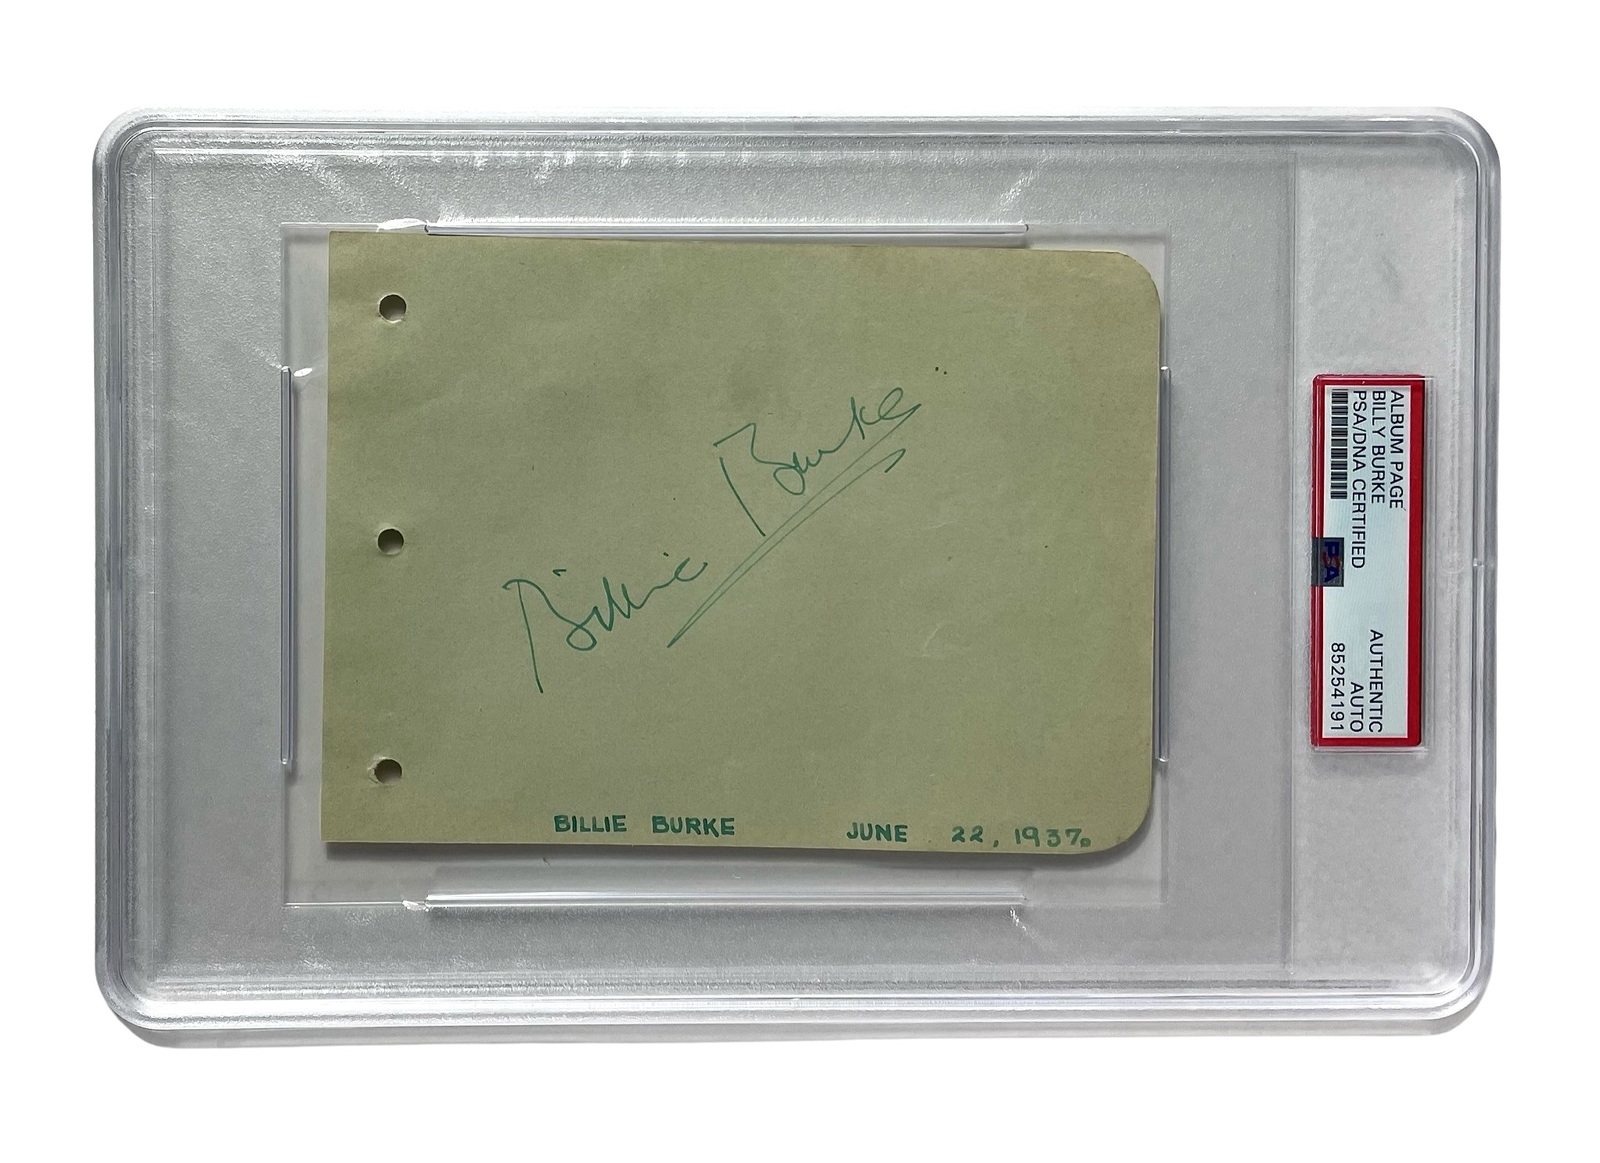 Billie Burke
BILLIE BURKE JUNE 22, 1937.
ALBUM PAGE
BILLY BURKE
PSA/DNA CERTIFIED
AUTHENTIC
AUTO
85254191
PSA